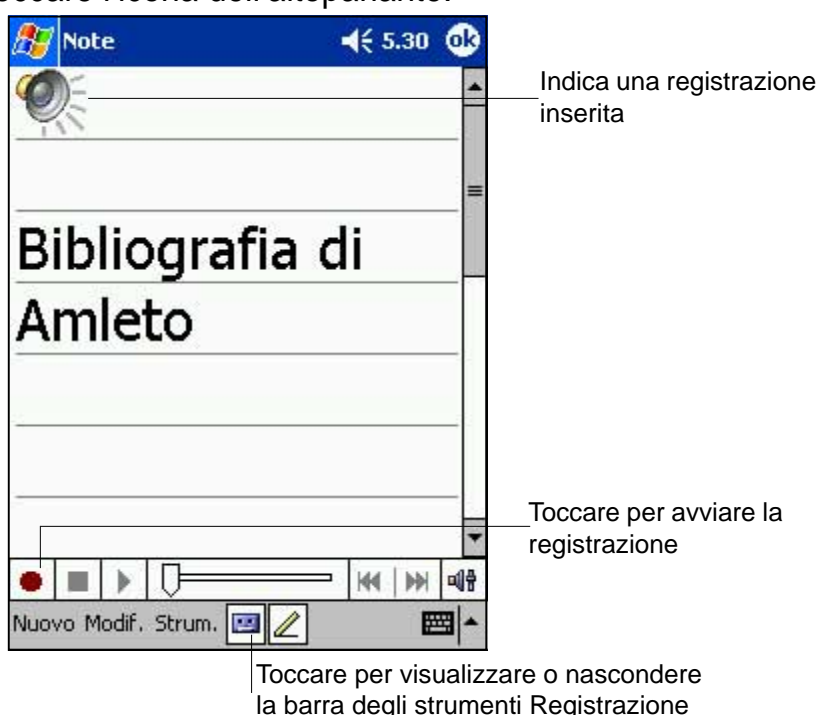 Note 5.30 ok
Indica una registrazione
inserita
Bibliografia di
Amleto
Toccare per avviare la
registrazione
Nuovo Modif. Strum.
Toccare per visualizzare o nascondere
la barra degli strumenti Registrazione